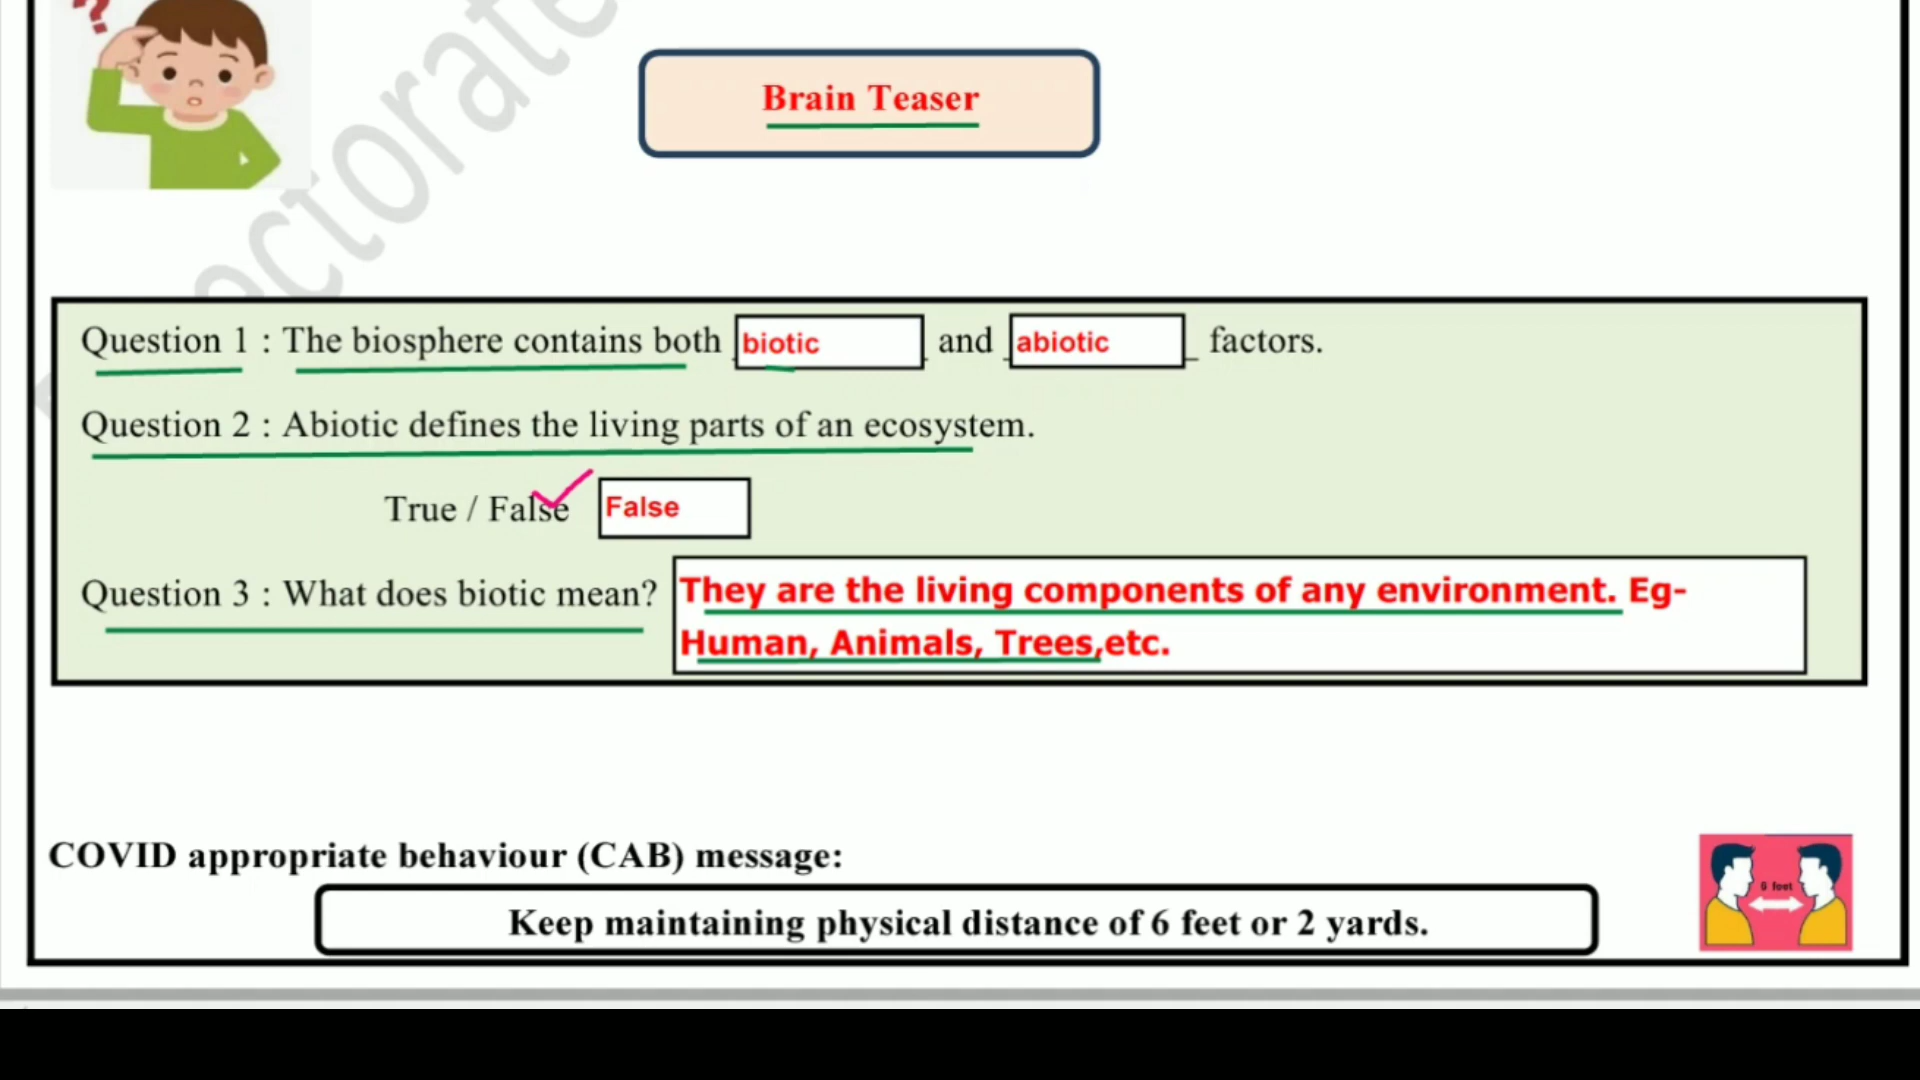 ?
Brain Teaser
Question 1 : The biosphere contains both biotic and abiotic factors.
Question 2 : Abiotic defines the living parts of an ecosystem.
True / False False
Question 3 : What does biotic mean? They are the living components of any environment. Eg-
Human, Animals, Trees,etc.
COVID appropriate behaviour (CAB) message:
6 feet
Keep maintaining physical distance of 6 feet or 2 yards.